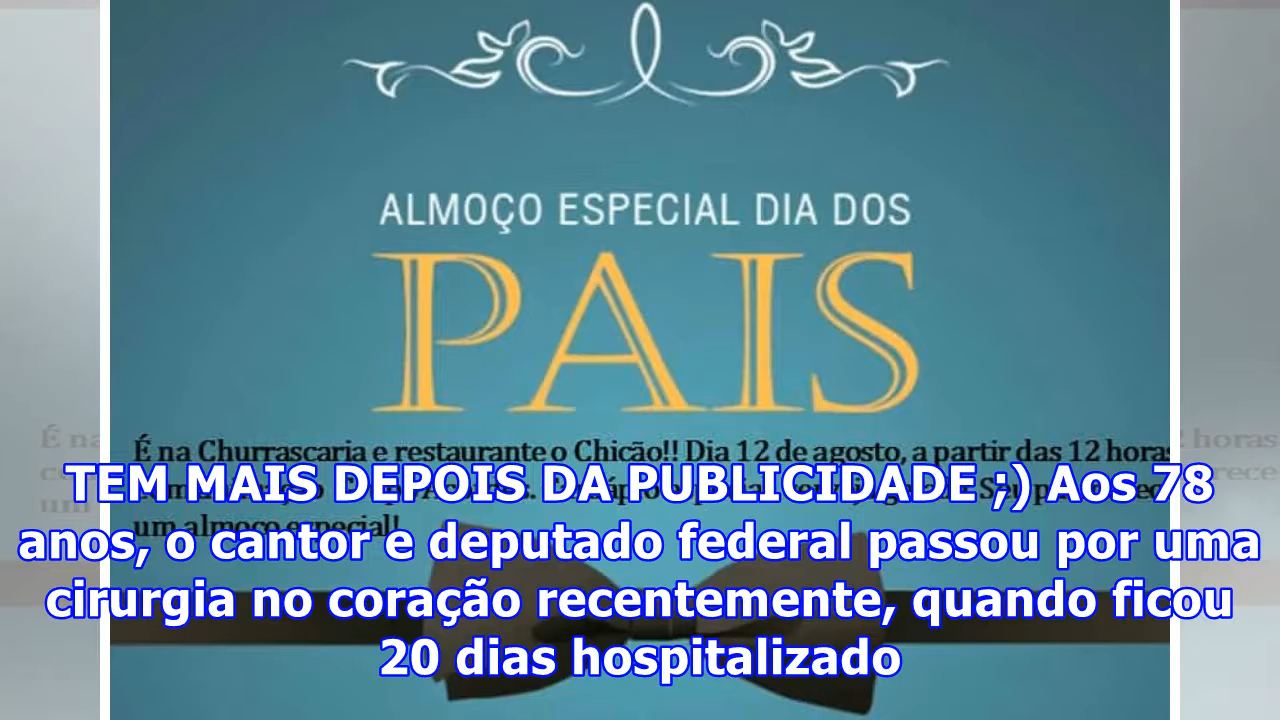 ALMOÇO ESPECIAL DIA DOS
PAIS
É na Churrascaria e restaurante o Chicão!! Dia 12 de agosto, a partir das 12 horas
um almoço especial!
TEM MAIS DEPOIS DA PUBLICIDADE ;) Aos 78
anos, o cantor e deputado federal passou por uma
cirurgia no coração recentemente, quando ficou
20 dias hospitalizado